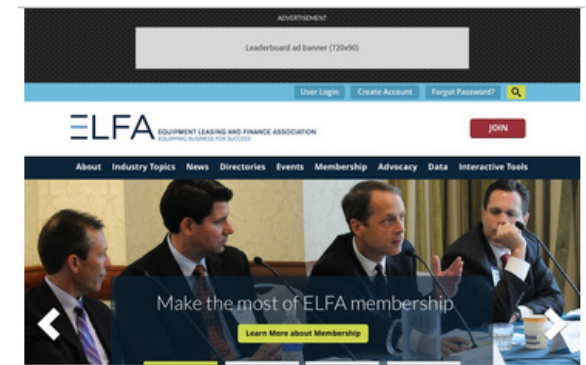 ADVERTISEMENT
Leaderboard ad banner (720x90)
User Login Create Account Forgot Password?
ELFA EQUIPMENT LEASING AND FINANCE ASSOCIATION
EQUIPPING BUSINESS FOR SUCCESS
JOIN
About Industry Topics News Directories Events Membership Advocacy Data Interactive Tools
Make the most of ELFA membership
Learn More about Membership